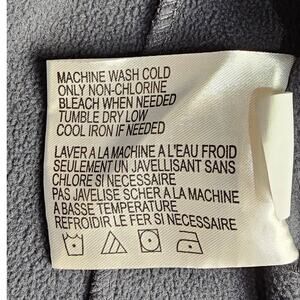 MACHINE WASH COLD
ONLY NON-CHLORINE
BLEACH WHEN NEEDED
TUMBLE DRY LOW
COOL IRON IF NEEDED
LAVER A LA MACHINE A L'EAU FROID
SEULEMENT UN JAVELLISANT SANS
CHLORE SI NECESSAIRE
PAS JAVELISE SCHER A LA MACHINE
A BASSE TEMPERATURE
REFROIDIR LE FER SI NECESSAIRE